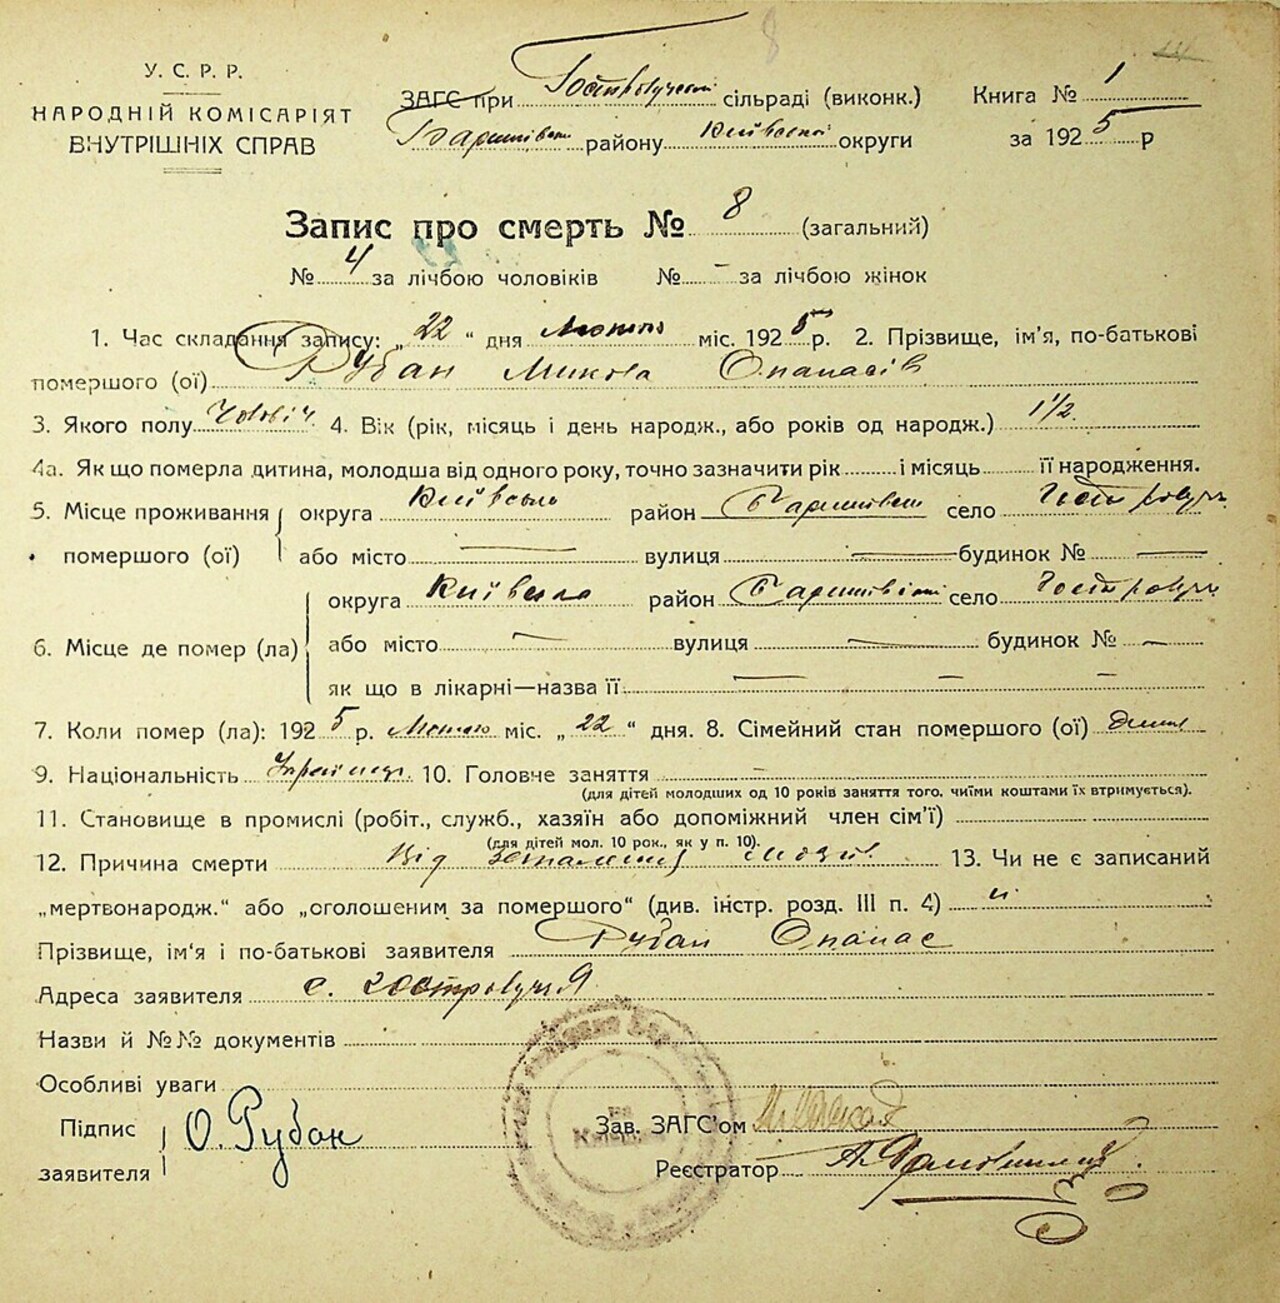 8
У. С. Р. Р.
НАРОДНІЙ КОМІСАРІЯТ
ВНУТРІШНІХ СПРАВ
ЗАГС при сільраді (виконк.)
району округи
Книга № 1
за 1925 р
Запис про смерть № 8 (загальний)
№ 4 за лічбою чоловіків № – за лічбою жінок
1. Час складання запису: „22“ дня Лютого міс. 1925 р. 2. Прізвище, ім'я, по-батькові
помершого (ої) Рубан Микола Опанасів
3. Якого полу Чоловіч. 4. Вік (рік, місяць і день народж., або років од народж.) 1 1/2
4а. Як що померла дитина, молодша від одного року, точно зазначити рік і місяць її народження.
5. Місце проживання помершого (ої)
округа Київська район село
або місто — вулиця — будинок № —
6. Місце де помер (ла)
округа Київська район село
або місто — вулиця — будинок № —
як що в лікарні—назва її — — —
7. Коли помер (ла): 1925 р. Лютого міс. „22“ дня. 8. Сімейний стан помершого (ої)
9. Національність 10. Головне заняття –
(для дітей молодших од 10 років заняття того, чиїми коштами їх втримується).
11. Становище в промислі (робіт., служб., хазяїн або допоміжний член сім'ї)
(для дітей мол. 10 рок., як у п. 10).
12. Причина смерти Від 13. Чи не є записаний
„мертвонародж.“ або „оголошеним за помершого“ (див. інстр. розд. III п. 4)
Прізвище, ім'я і по-батькові заявителя Рубан Опанас
Адреса заявителя с.
Назви й №№ документів
Особливі уваги
Підпис заявителя О. Рубан
Зав. ЗАГС'ом
Реєстратор